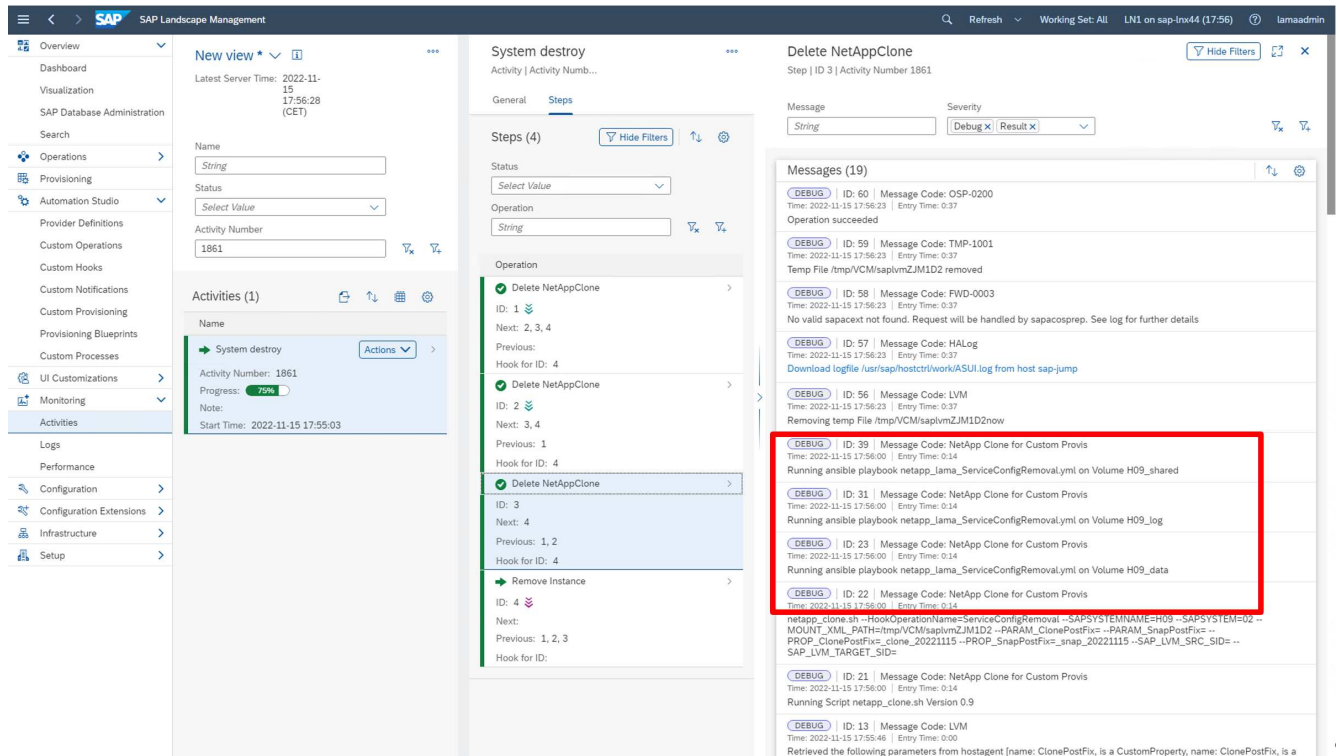 SAP SAP Landscape Management
Refresh Working Set: All LN1 on sap-lnx44 (17:56) lamaadmin
Overview
Dashboard
Visualization
SAP Database Administration
Search
Operations
Provisioning
Automation Studio
Provider Definitions
Custom Operations
Custom Hooks
Custom Notifications
Custom Provisioning
Provisioning Blueprints
Custom Processes
UI Customizations
Monitoring
Activities
Logs
Performance
Configuration
Configuration Extensions
Infrastructure
Setup
New view *
Latest Server Time: 2022-11-
15
17:56:28
(CET)
Name
String
Status
Select Value
Activity Number
1861
Activities (1)
Name
System destroy Actions
Activity Number: 1861
Progress: 75%
Note:
Start Time: 2022-11-15 17:55:03
System destroy
Activity | Activity Numb...
General Steps
Steps (4) Hide Filters
Status
Select Value
Operation
String
Operation
Delete NetAppClone
ID: 1
Next: 2, 3, 4
Previous:
Hook for ID: 4
Delete NetAppClone
ID: 2
Next: 3, 4
Previous: 1
Hook for ID: 4
Delete NetAppClone
ID: 3
Next: 4
Previous: 1, 2
Hook for ID: 4
Remove Instance
ID: 4
Next:
Previous: 1, 2, 3
Hook for ID:
Delete NetAppClone Hide Filters
Step | ID 3 | Activity Number 1861
Message Severity
String Debug Result
Messages (19)
DEBUG ID: 60 Message Code: OSP-0200
Time: 2022-11-15 17:56:23 Entry Time: 0:37
Operation succeeded
DEBUG ID: 59 Message Code: TMP-1001
Time: 2022-11-15 17:56:23 Entry Time: 0:37
Temp File /tmp/VCM/saplvmZJM1D2 removed
DEBUG ID: 58 Message Code: FWD-0003
Time: 2022-11-15 17:56:23 Entry Time: 0:37
No valid sapacext not found. Request will be handled by sapacosprep. See log for further details
DEBUG ID: 57 Message Code: HALog
Time: 2022-11-15 17:56:23 Entry Time: 0:37
Download logfile /usr/sap/hostctrl/work/ASUI.log from host sap-jump
DEBUG ID: 56 Message Code: LVM
Time: 2022-11-15 17:56:23 Entry Time: 0:37
Removing temp File /tmp/VCM/saplvmZJM1D2now
DEBUG ID: 39 Message Code: NetApp Clone for Custom Provis
Time: 2022-11-15 17:56:00 Entry Time: 0:14
Running ansible playbook netapp_lama_ServiceConfigRemoval.yml on Volume H09_shared
DEBUG ID: 31 Message Code: NetApp Clone for Custom Provis
Time: 2022-11-15 17:56:00 Entry Time: 0:14
Running ansible playbook netapp_lama_ServiceConfigRemoval.yml on Volume H09_log
DEBUG ID: 23 Message Code: NetApp Clone for Custom Provis
Time: 2022-11-15 17:56:00 Entry Time: 0:14
Running ansible playbook netapp_lama_ServiceConfigRemoval.yml on Volume H09_data
DEBUG ID: 22 Message Code: NetApp Clone for Custom Provis
Time: 2022-11-15 17:56:00 Entry Time: 0:14
netapp_clone.sh --HookOperationName=ServiceConfigRemoval --SAPSYSTEMNAME=H09 --SAPSYSTEM=02 --
MOUNT_XML_PATH=/tmp/VCM/saplvmZJM1D2 --PARAM_ClonePostFix= --PARAM_SnapPostFix= --
PROP_ClonePostFix=_clone_20221115 --PROP_SnapPostFix=_snap_20221115 --SAP_LVM_SRC_SID= --
SAP_LVM_TARGET_SID=
DEBUG ID: 21 Message Code: NetApp Clone for Custom Provis
Time: 2022-11-15 17:56:00 Entry Time: 0:14
Running Script netapp_clone.sh Version 0.9
DEBUG ID: 13 Message Code: LVM
Time: 2022-11-15 17:55:46 Entry Time: 0:00
Retrieved the following parameters from hostagent [name: ClonePostFix, is a CustomProperty, name: ClonePostFix, is a